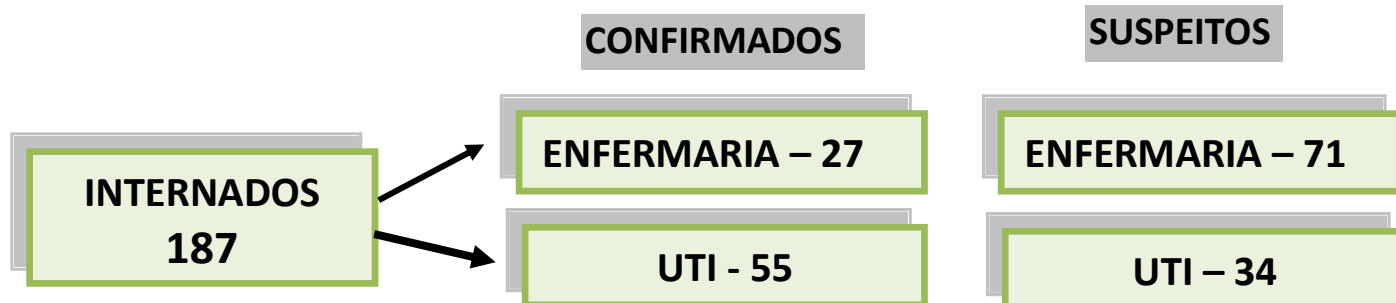 CONFIRMADOS
SUSPEITOS
INTERNADOS
187
ENFERMARIA – 27
ENFERMARIA – 71
UTI - 55
UTI – 34